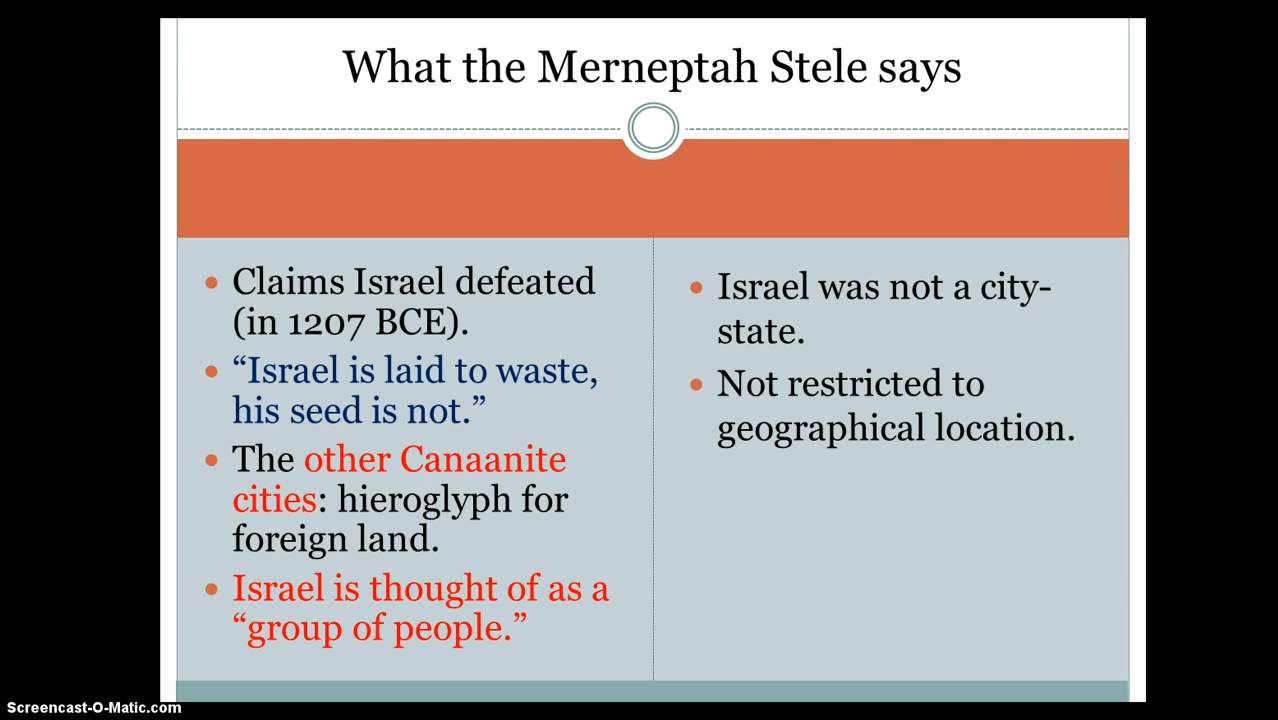 What the Merneptah Stele says
Claims Israel defeated
(in 1207 BCE).
“Israel is laid to waste,
his seed is not.”
The other Canaanite
cities: hieroglyph for
foreign land.
Israel is thought of as a
“group of people.”
Israel was not a city-
state.
Not restricted to
geographical location.
Screencast-O-Matic.com